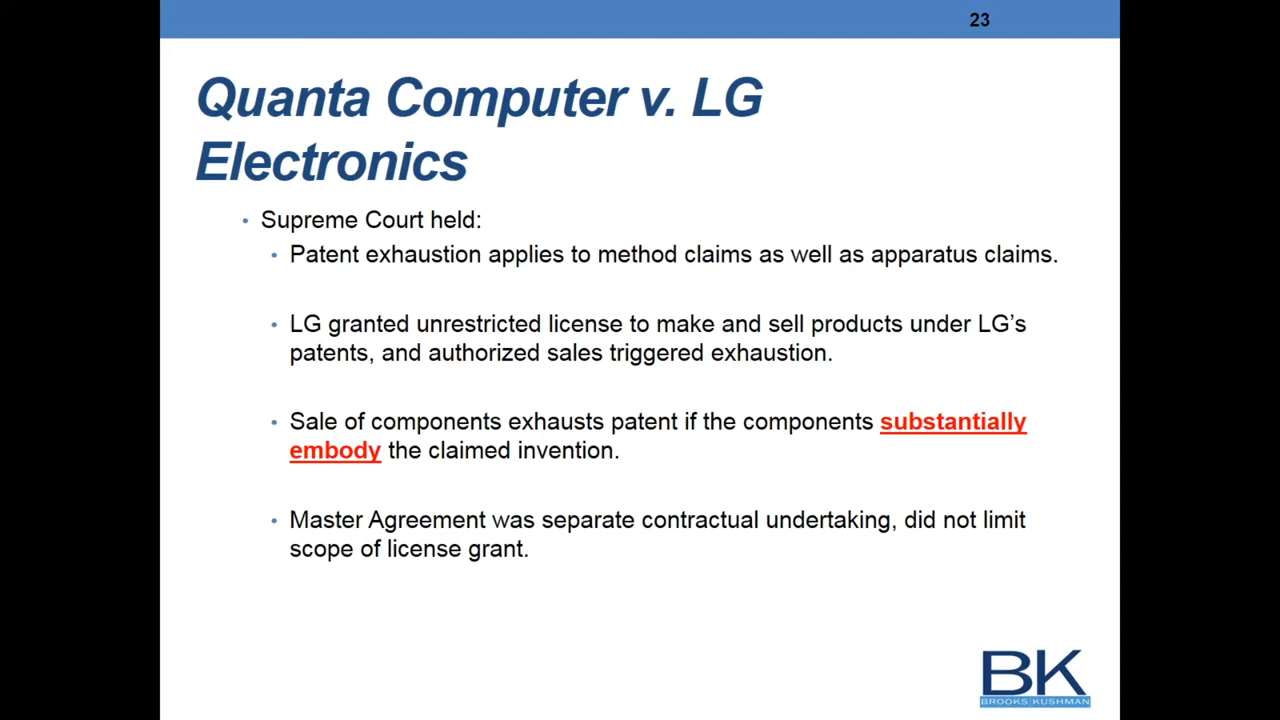 23
Quanta Computer v. LG
Electronics
• Supreme Court held:
• Patent exhaustion applies to method claims as well as apparatus claims.
• LG granted unrestricted license to make and sell products under LG’s
patents, and authorized sales triggered exhaustion.
• Sale of components exhausts patent if the components substantially
embody the claimed invention.
• Master Agreement was separate contractual undertaking, did not limit
scope of license grant.
BK
BROOKS|KUSHMAN